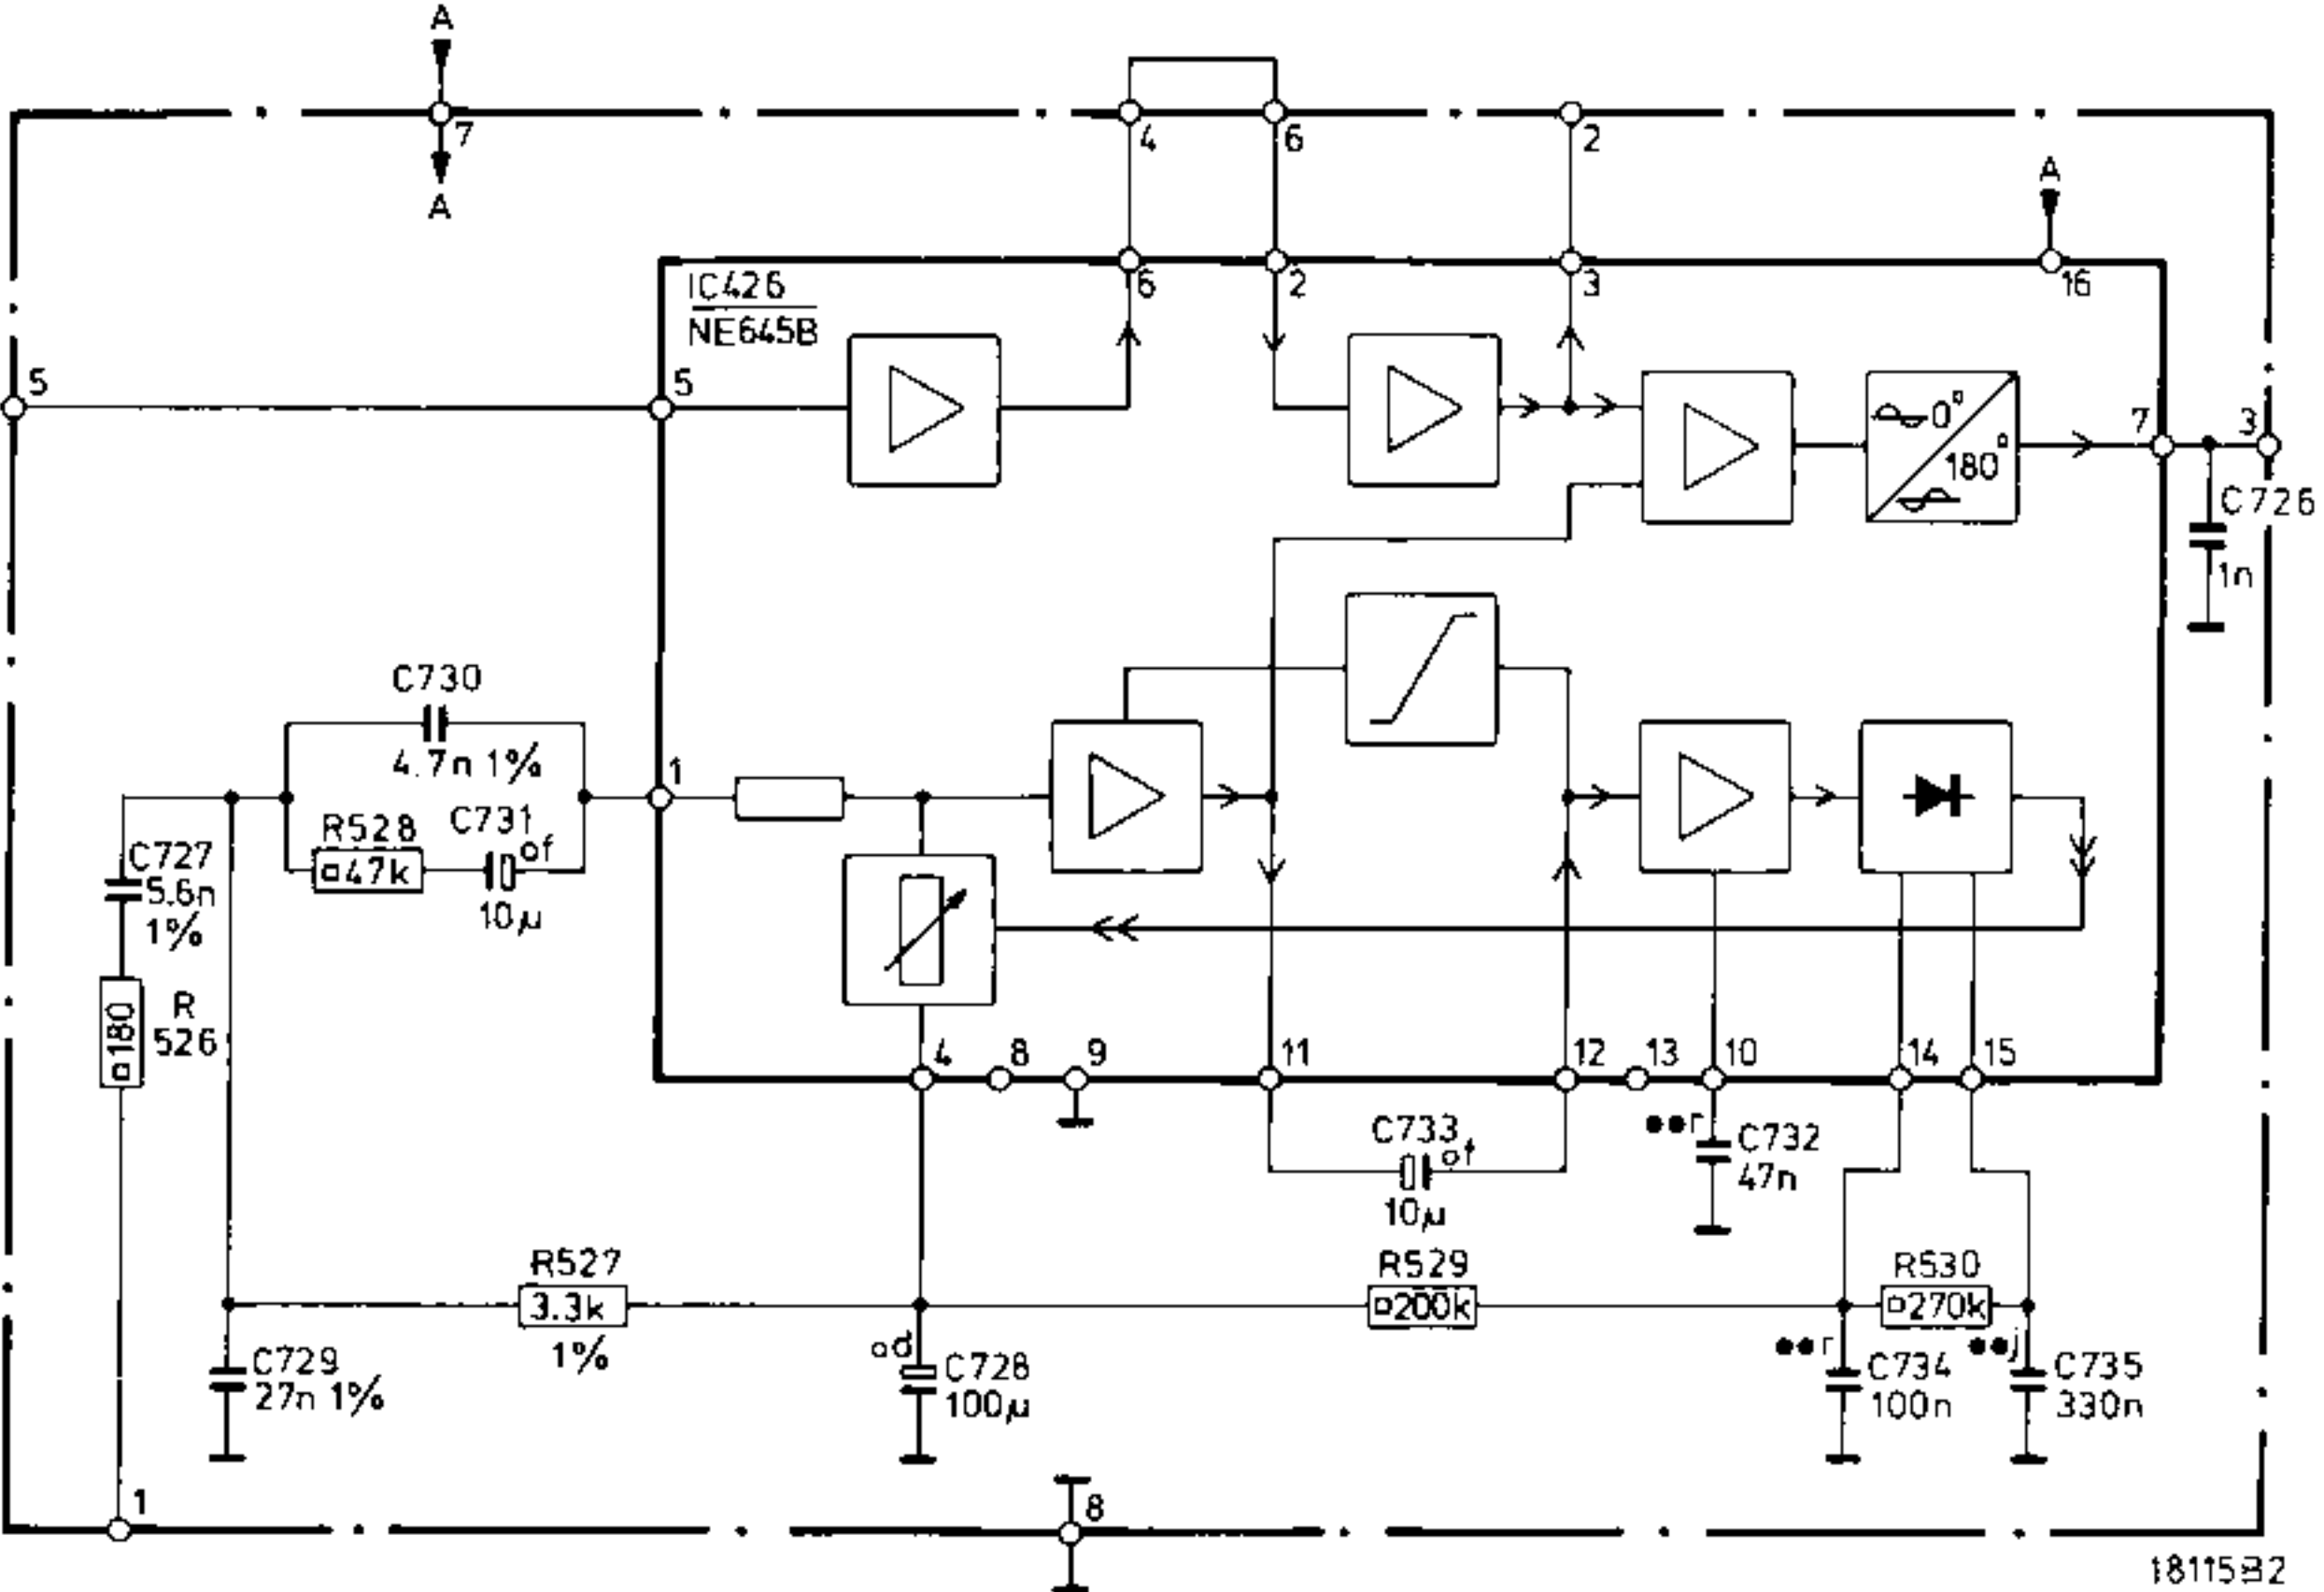 A
7
A
4
6
2
A
IC426
NE645B
6
2
3
16
5
5
0°
180°
7
3
C726
1n
C730
4.7n 1%
1
R528
47k
C731
of
10µ
C727
5.6n
1%
180
R
526
4
8
9
11
12
13
10
14
15
C733
of
10µ
r
C732
47n
R527
3.3k
1%
R529
200k
R530
270k
C729
27n 1%
ad
C728
100µ
r
C734
100n
j
C735
330n
1
8